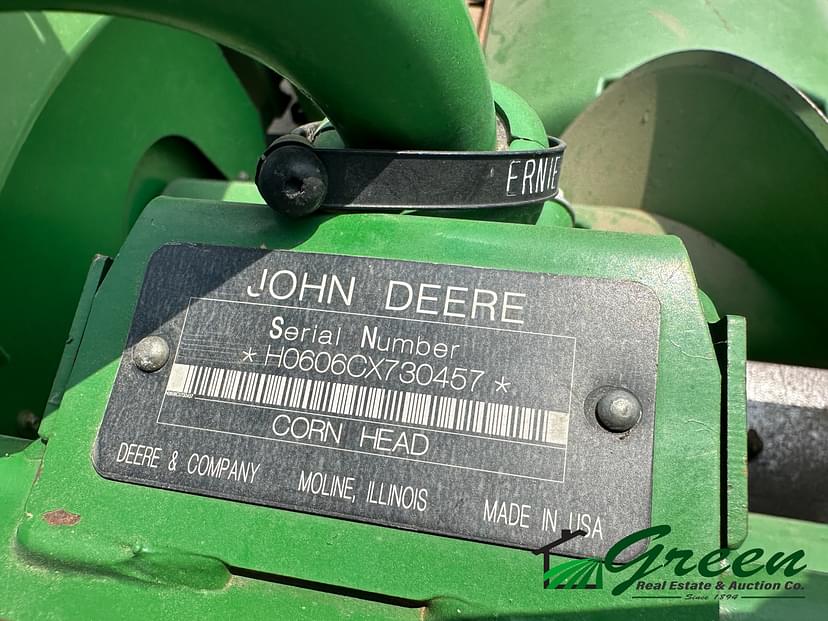 ERNIE
JOHN DEERE
Serial Number
*H0606CX730457*
CORN HEAD
DEERE & COMPANY MOLINE, ILLINOIS MADE IN USA
Green
Real Estate & Auction Co.
Since 1894